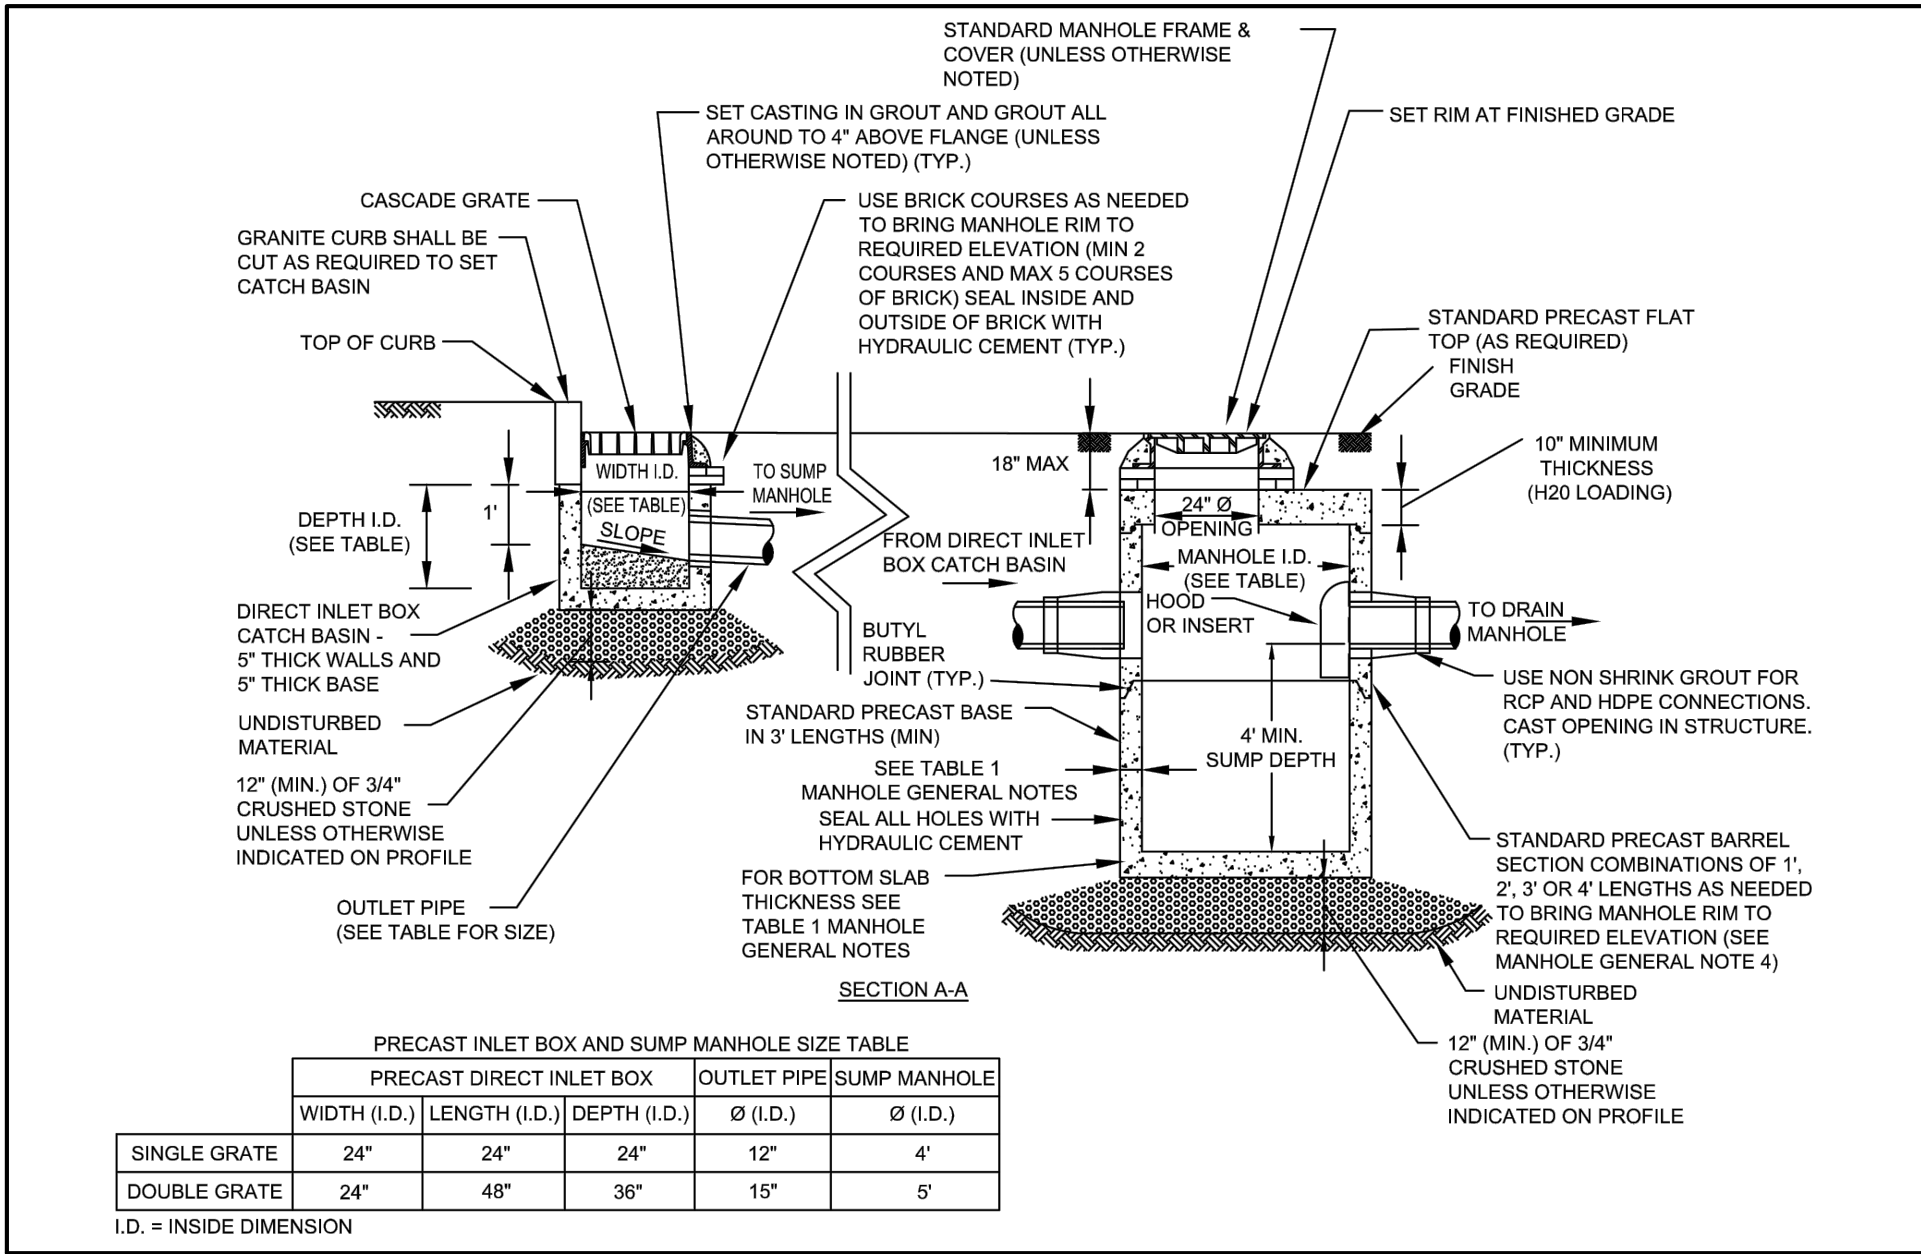 STANDARD MANHOLE FRAME &
COVER (UNLESS OTHERWISE
NOTED)
SET CASTING IN GROUT AND GROUT ALL
AROUND TO 4" ABOVE FLANGE (UNLESS
OTHERWISE NOTED) (TYP.)
SET RIM AT FINISHED GRADE
CASCADE GRATE
GRANITE CURB SHALL BE
CUT AS REQUIRED TO SET
CATCH BASIN
TOP OF CURB
USE BRICK COURSES AS NEEDED
TO BRING MANHOLE RIM TO
REQUIRED ELEVATION (MIN 2
COURSES AND MAX 5 COURSES
OF BRICK) SEAL INSIDE AND
OUTSIDE OF BRICK WITH
HYDRAULIC CEMENT (TYP.)
STANDARD PRECAST FLAT
TOP (AS REQUIRED)
FINISH
GRADE
10" MINIMUM
THICKNESS
(H20 LOADING)
18" MAX
WIDTH I.D.
(SEE TABLE)
TO SUMP
MANHOLE
1'
SLOPE
DEPTH I.D.
(SEE TABLE)
24" Ø
OPENING
FROM DIRECT INLET
BOX CATCH BASIN
MANHOLE I.D.
(SEE TABLE)
HOOD
OR INSERT
TO DRAIN
MANHOLE
DIRECT INLET BOX
CATCH BASIN -
5" THICK WALLS AND
5" THICK BASE
BUTYL
RUBBER
JOINT (TYP.)
USE NON SHRINK GROUT FOR
RCP AND HDPE CONNECTIONS.
CAST OPENING IN STRUCTURE.
(TYP.)
UNDISTURBED
MATERIAL
STANDARD PRECAST BASE
IN 3' LENGTHS (MIN)
4' MIN.
SUMP DEPTH
SEE TABLE 1
MANHOLE GENERAL NOTES
12" (MIN.) OF 3/4"
CRUSHED STONE
UNLESS OTHERWISE
INDICATED ON PROFILE
SEAL ALL HOLES WITH
HYDRAULIC CEMENT
STANDARD PRECAST BARREL
SECTION COMBINATIONS OF 1',
2', 3' OR 4' LENGTHS AS NEEDED
TO BRING MANHOLE RIM TO
REQUIRED ELEVATION (SEE
MANHOLE GENERAL NOTE 4)
FOR BOTTOM SLAB
THICKNESS SEE
TABLE 1 MANHOLE
GENERAL NOTES
OUTLET PIPE
(SEE TABLE FOR SIZE)
UNDISTURBED
MATERIAL
SECTION A-A
12" (MIN.) OF 3/4"
CRUSHED STONE
UNLESS OTHERWISE
INDICATED ON PROFILE
PRECAST INLET BOX AND SUMP MANHOLE SIZE TABLE
PRECAST DIRECT INLET BOX OUTLET PIPE SUMP MANHOLE
WIDTH (I.D.) LENGTH (I.D.) DEPTH (I.D.) Ø (I.D.) Ø (I.D.)
SINGLE GRATE 24" 24" 24" 12" 4'
DOUBLE GRATE 24" 48" 36" 15" 5'
I.D. = INSIDE DIMENSION